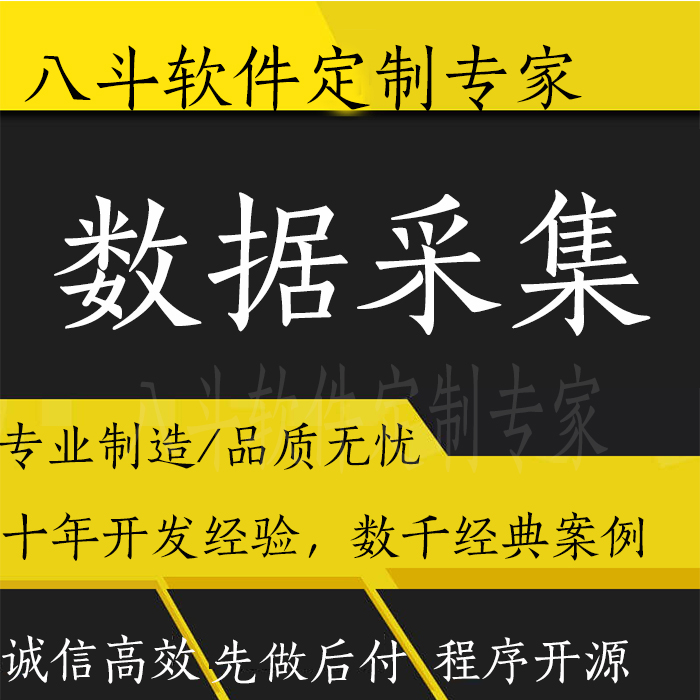 八斗软件定制专家
数据采集
八斗软件定制专家
专业制造/品质无忧
十年开发经验，数千经典案例
诚信高效 先做后付 程序开源